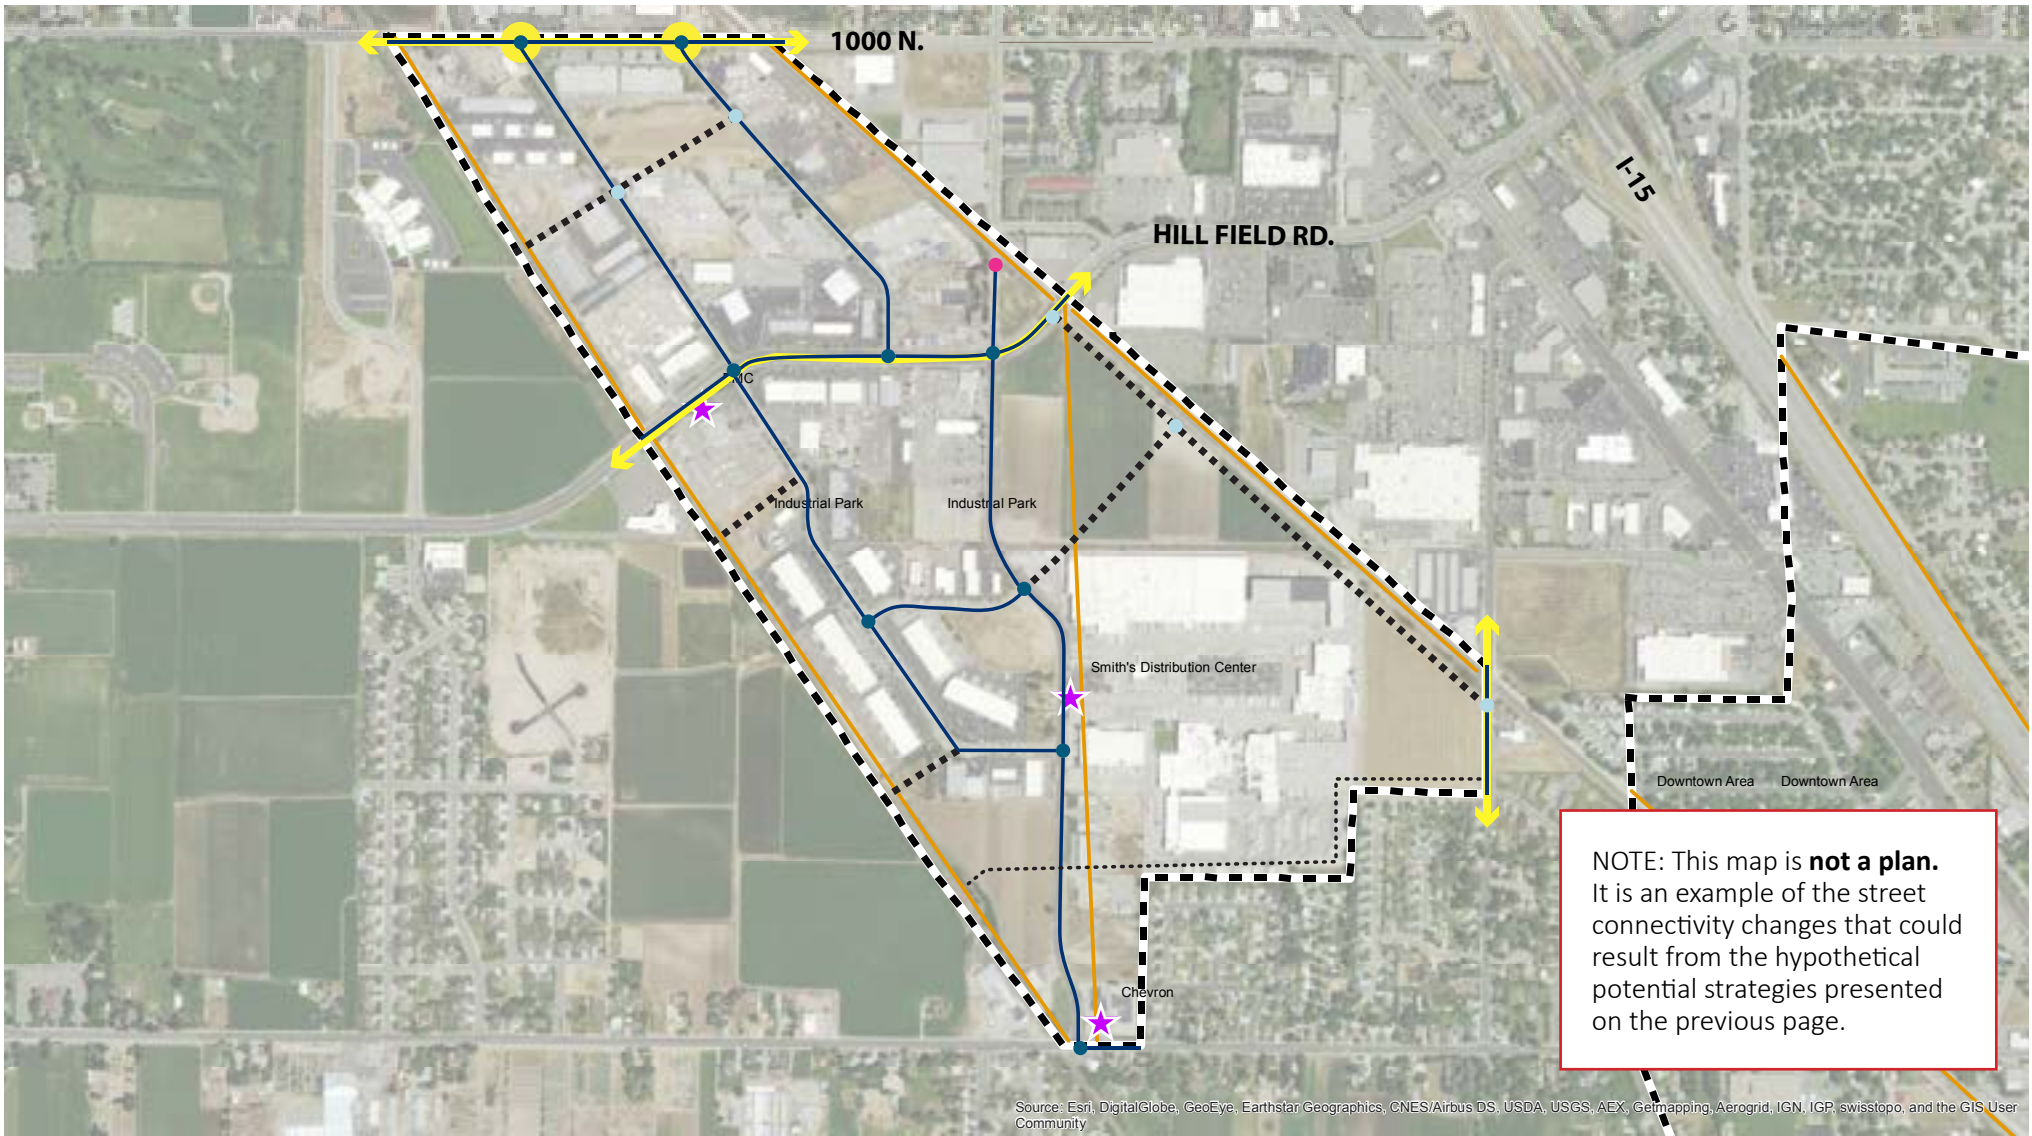 1000 N.
I-15
HILL FIELD RD.
Industrial Park
Industrial Park
Smith's Distribution Center
Downtown Area
Downtown Area
NOTE: This map is not a plan.
It is an example of the street
connectivity changes that could
result from the hypothetical
potential strategies presented
on the previous page.
Chevron
Source: Esri, DigitalGlobe, GeoEye, Earthstar Geographics, CNES/Airbus DS, USDA, USGS, AEX, Getmapping, Aerogrid, IGN, IGP, swisstopo, and the GIS User
Community